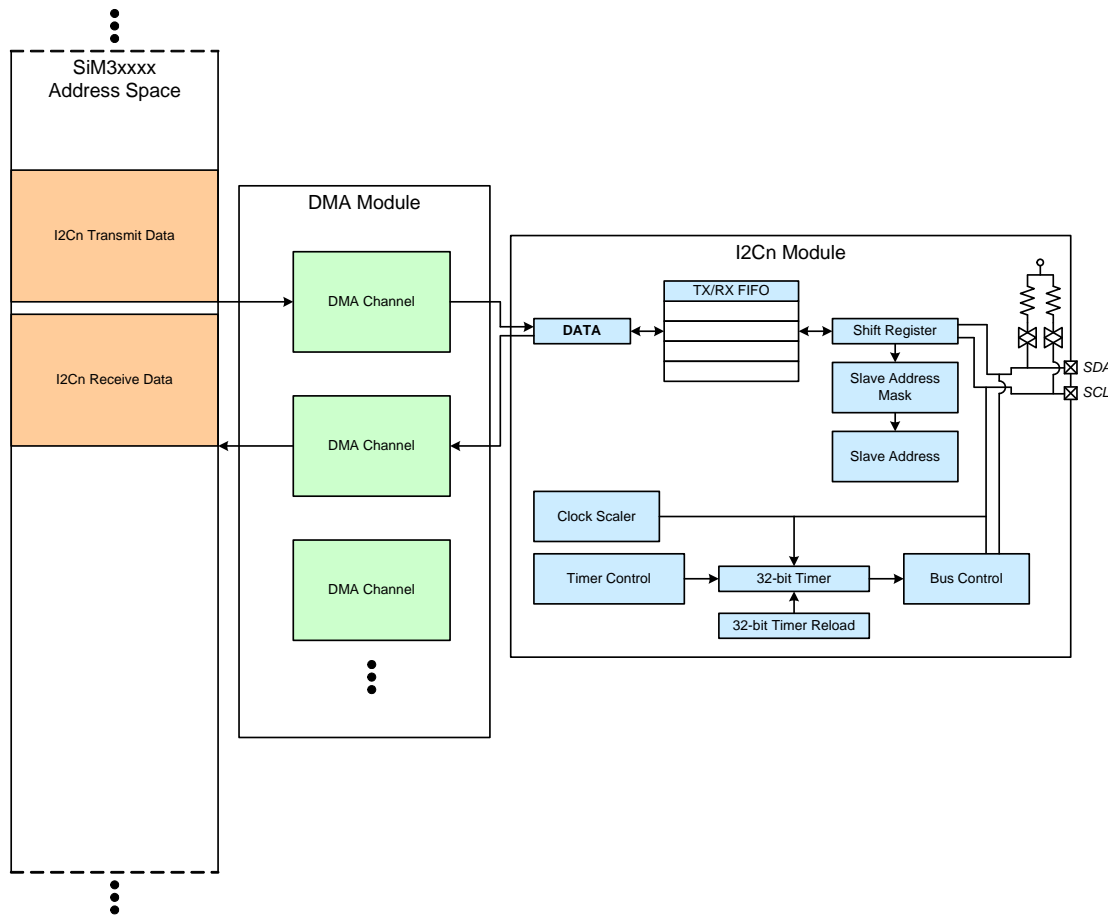 SiM3xxxx
Address Space
I2Cn Transmit Data
I2Cn Receive Data
DMA Module
DMA Channel
DMA Channel
DMA Channel
I2Cn Module
TX/RX FIFO
DATA
Shift Register
Slave Address
Mask
Slave Address
SDA
SCL
Clock Scaler
Timer Control
32-bit Timer
Bus Control
32-bit Timer Reload